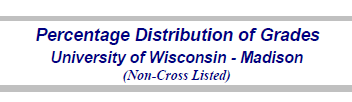 Percentage Distribution of Grades
University of Wisconsin - Madison
(Non-Cross Listed)